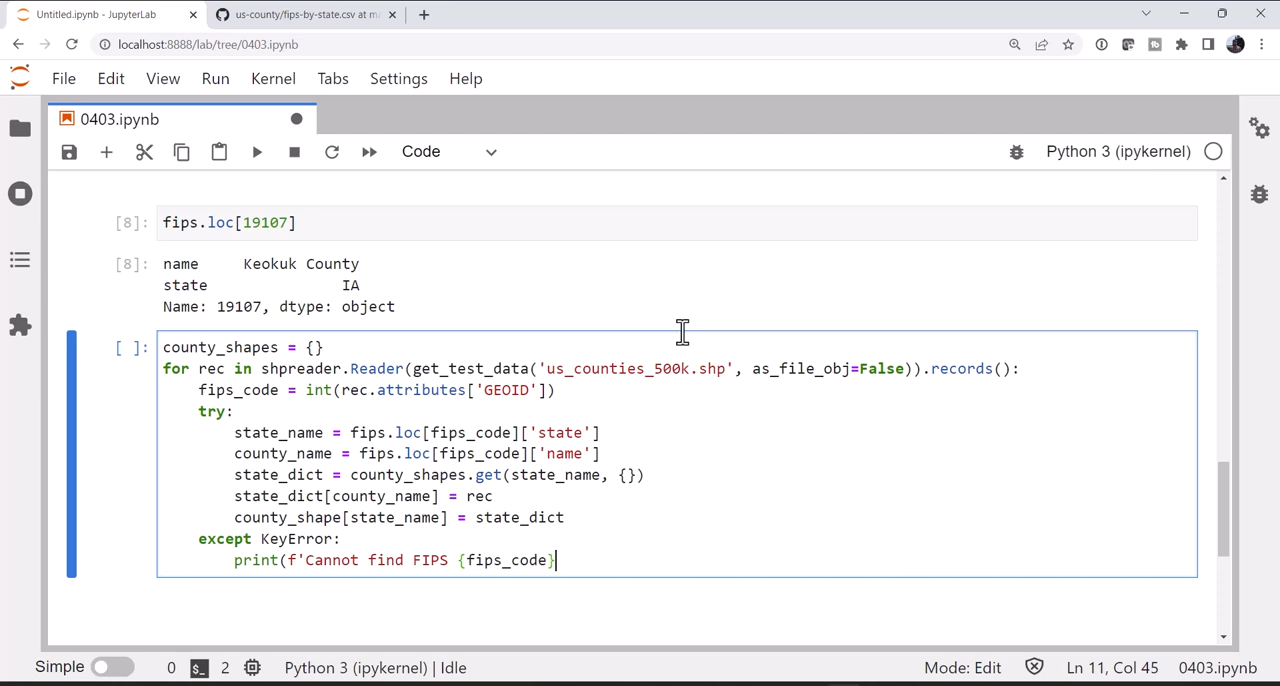 Untitled.ipynb - JupyterLab
us-county/fips-by-state.csv at ma
localhost:8888/lab/tree/0403.ipynb
File Edit View Run Kernel Tabs Settings Help
0403.ipynb
Code Python 3 (ipykernel)
[8]: fips.loc[19107]
[8]: name      Keokuk County
state                IA
Name: 19107, dtype: object
[ ]: county_shapes = {}
for rec in shpreader.Reader(get_test_data('us_counties_500k.shp', as_file_obj=False)).records():
    fips_code = int(rec.attributes['GEOID'])
    try:
        state_name = fips.loc[fips_code]['state']
        county_name = fips.loc[fips_code]['name']
        state_dict = county_shapes.get(state_name, {})
        state_dict[county_name] = rec
        county_shape[state_name] = state_dict
    except KeyError:
        print(f'Cannot find FIPS {fips_code}
Simple 0 $_ 2 Python 3 (ipykernel) | Idle Mode: Edit Ln 11, Col 45 0403.ipynb